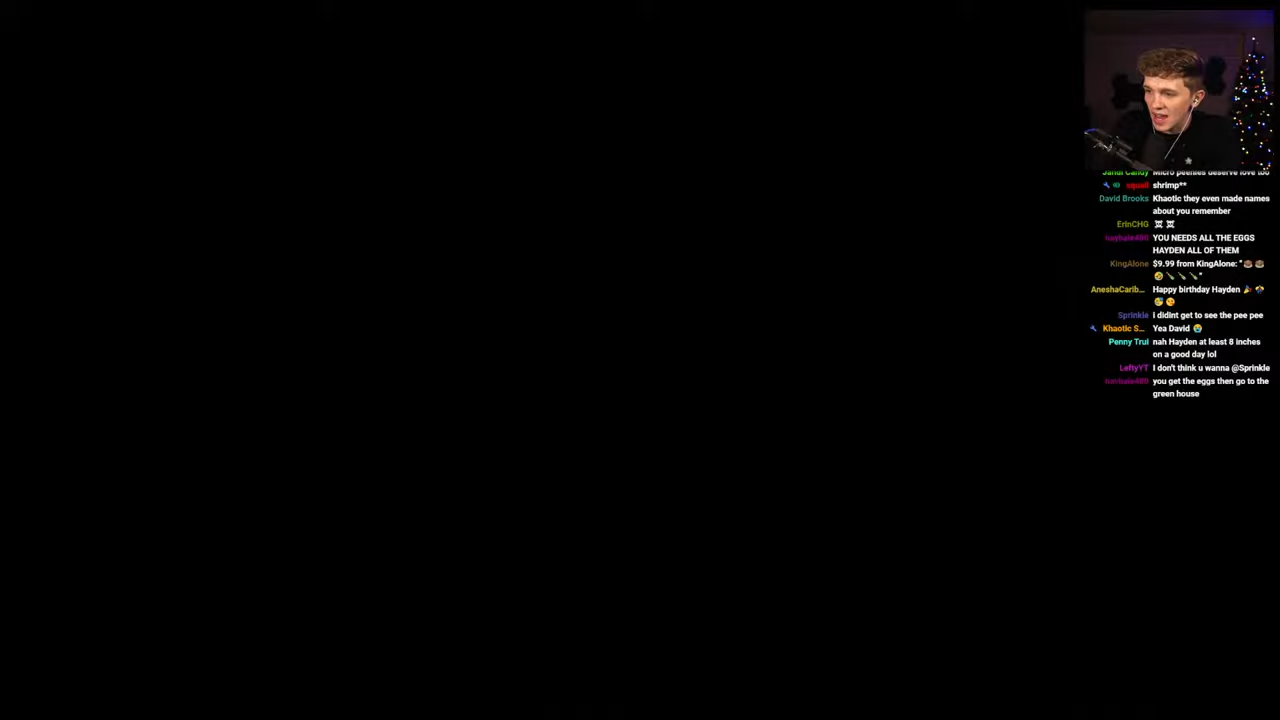 Micro peenies deserve love too
squall shrimp**
David Brooks Khaotic they even made names
about you remember
ErinCHG ☠️ ☠️
YOU NEEDS ALL THE EGGS
HAYDEN ALL OF THEM
KingAlone $9.99 from KingAlone: "
"
AneshaCarib... Happy birthday Hayden 🎉
Sprinkle I didint get to see the pee pee
Khaotic S... Yea David 😭
Penny Trui nah Hayden at least 8 inches
on a good day lol
LeftyYT I don't think u wanna @Sprinkle
you get the eggs then go to the
green house